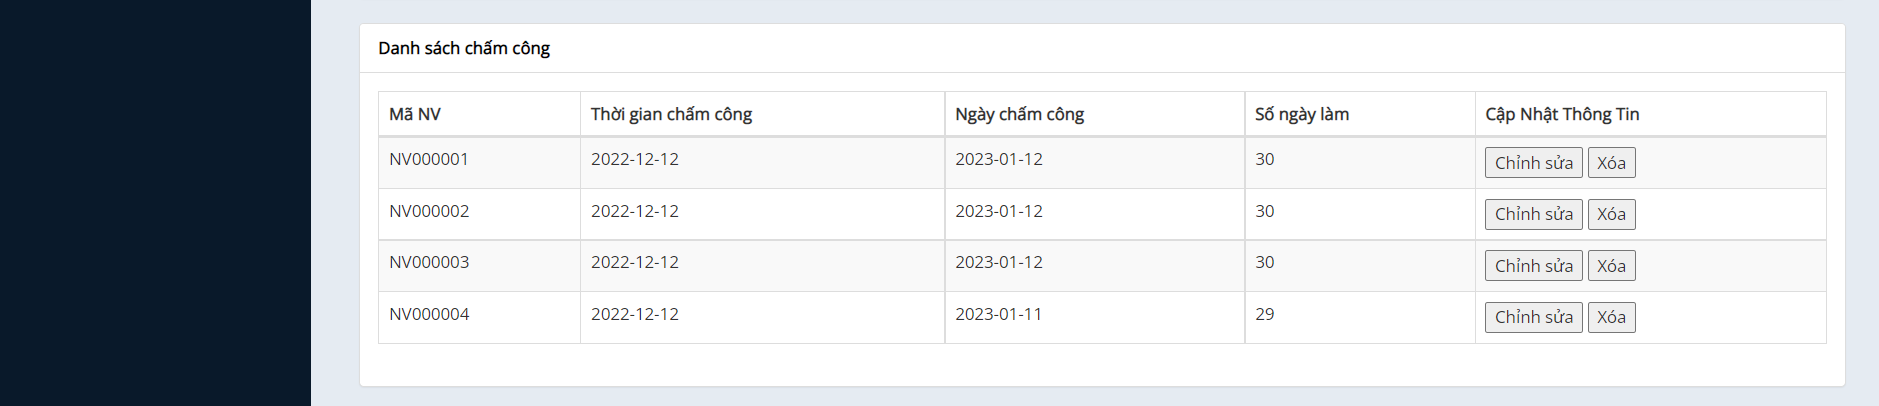 Danh sách chấm công
Mã NV Thời gian chấm công Ngày chấm công Số ngày làm Cập Nhật Thông Tin
NV000001 2022-12-12 2023-01-12 30 Chỉnh sửa Xóa
NV000002 2022-12-12 2023-01-12 30 Chỉnh sửa Xóa
NV000003 2022-12-12 2023-01-12 30 Chỉnh sửa Xóa
NV000004 2022-12-12 2023-01-11 29 Chỉnh sửa Xóa